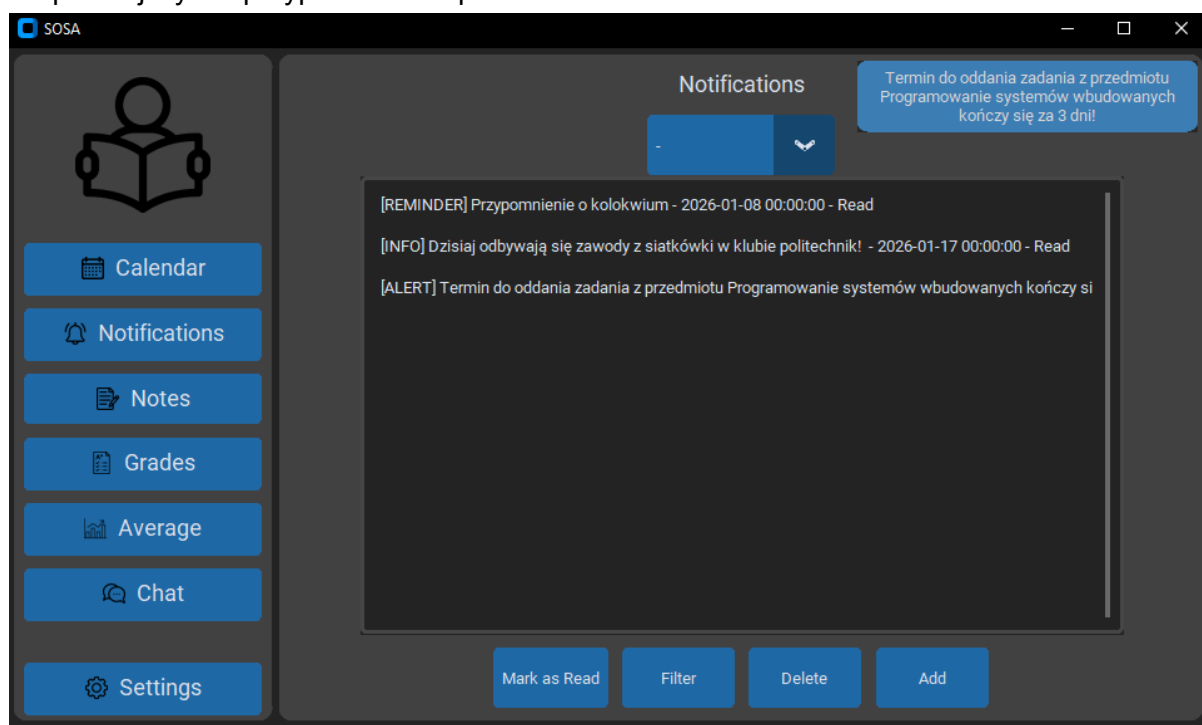 SOSA
Notifications
Termin do oddania zadania z przedmiotu
Programowanie systemów wbudowanych
kończy się za 3 dni!
-
[REMINDER] Przypomnienie o kolokwium - 2026-01-08 00:00:00 - Read
[INFO] Dzisiaj odbywają się zawody z siatkówki w klubie politechnik! - 2026-01-17 00:00:00 - Read
[ALERT] Termin do oddania zadania z przedmiotu Programowanie systemów wbudowanych kończy si
Calendar
Notifications
Notes
Grades
Average
Chat
Settings
Mark as Read
Filter
Delete
Add